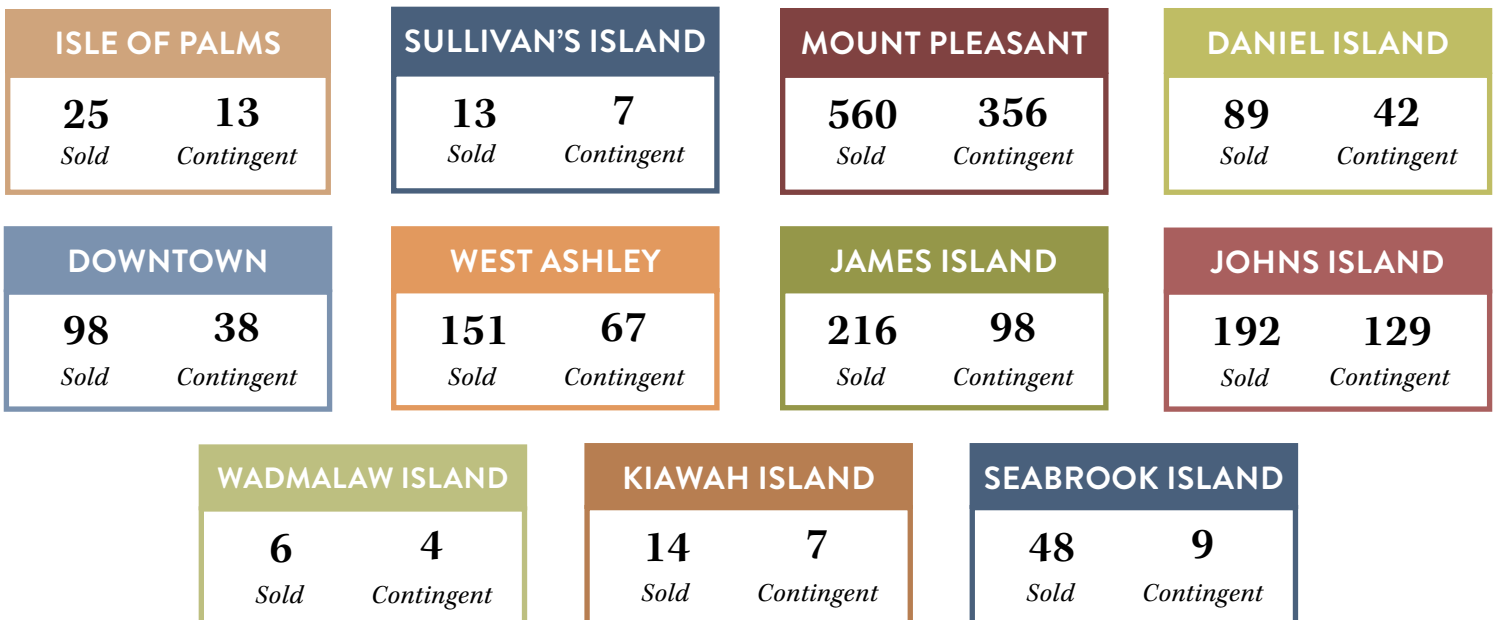 ISLE OF PALMS
25 13
Sold Contingent
SULLIVAN'S ISLAND
13 7
Sold Contingent
MOUNT PLEASANT
560 356
Sold Contingent
DANIEL ISLAND
89 42
Sold Contingent
DOWNTOWN
98 38
Sold Contingent
WEST ASHLEY
151 67
Sold Contingent
JAMES ISLAND
216 98
Sold Contingent
JOHNS ISLAND
192 129
Sold Contingent
WADMALAW ISLAND
6 4
Sold Contingent
KIAWAH ISLAND
14 7
Sold Contingent
SEABROOK ISLAND
48 9
Sold Contingent